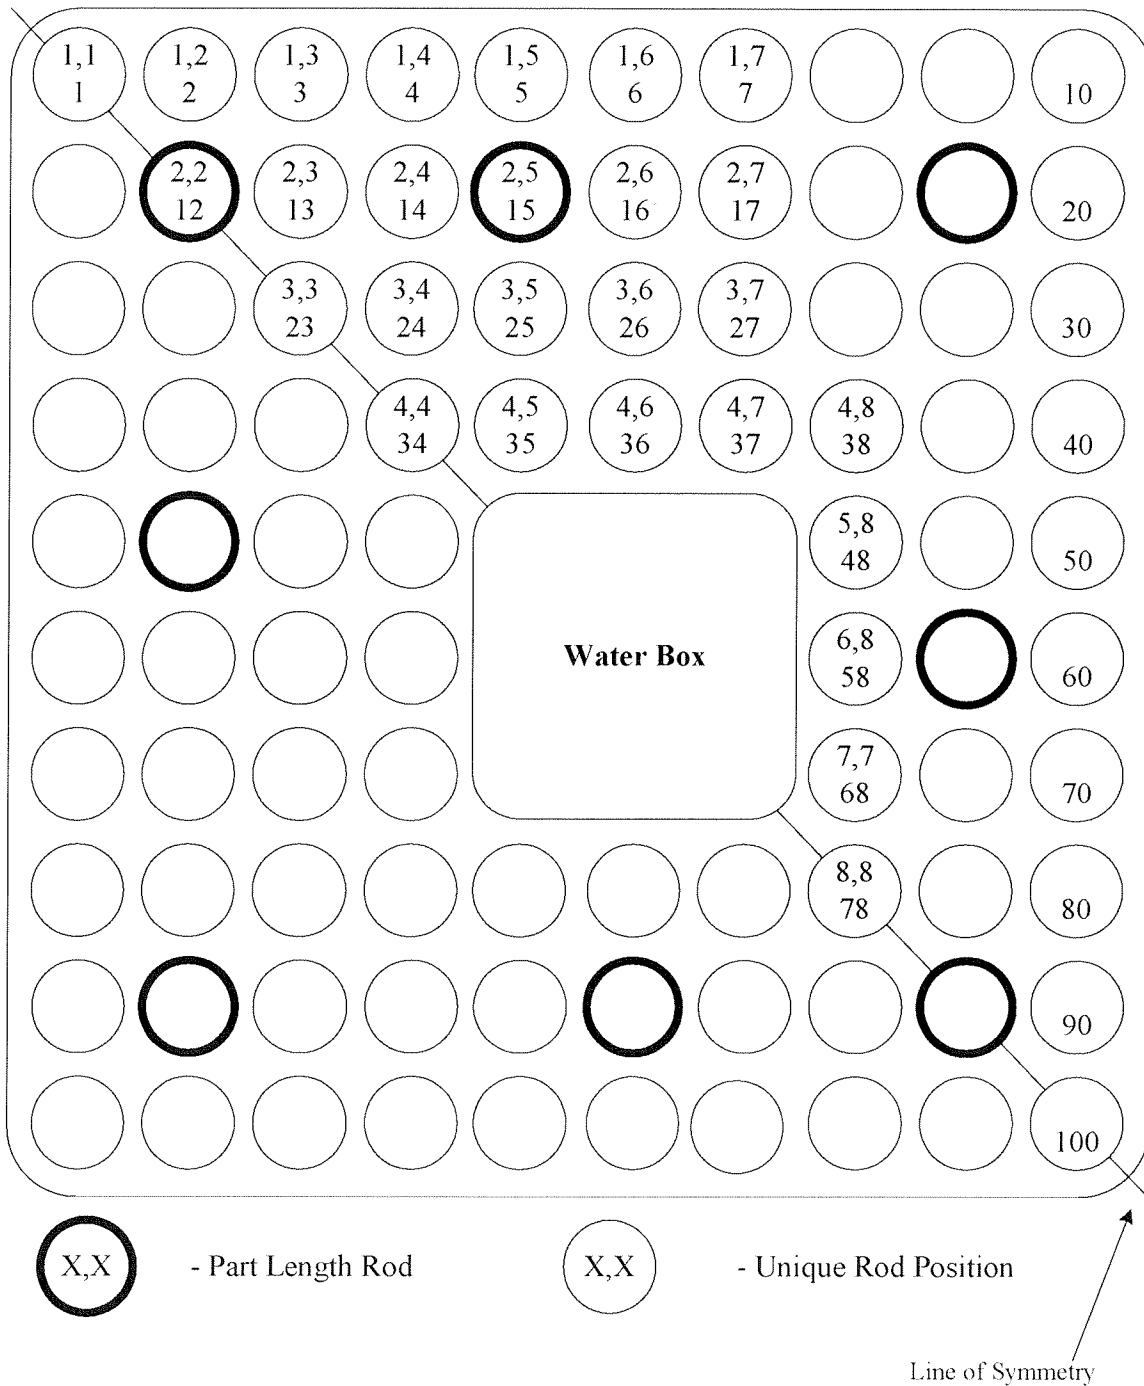 1,1 1,2 1,3 1,4 1,5 1,6 1,7
1 2 3 4 5 6 7 10
2,2 2,3 2,4 2,5 2,6 2,7
12 13 14 15 16 17 20
3,3 3,4 3,5 3,6 3,7
23 24 25 26 27 30
4,4 4,5 4,6 4,7 4,8
34 35 36 37 38 40
5,8
48 50
Water Box
6,8
58 60
7,7
68 70
8,8
78 80
90
100
X,X - Part Length Rod X,X - Unique Rod Position
Line of Symmetry